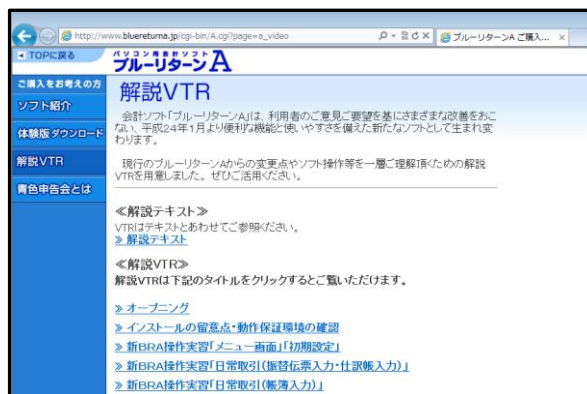 http://www.bluereturna.jp/cgi-bin/A.cgi?page=a_video
ブルーリターンA ご購入...
TOPに戻る
パソコン用会計ソフト
ブルーリターンA
ご購入をお考えの方
ソフト紹介
体験版ダウンロード
解説VTR
青色申告会とは
解説VTR
会計ソフト「ブルーリターンA」は、利用者のご意見ご要望を基にさまざまな改善をおこ
ない、平成24年1月より便利な機能と使いやすさを備えた新たなソフトとして生まれ変
わります。
現行のブルーリターンAからの変更点やソフト操作等を一層ご理解頂くための解説
VTRを用意しました。ぜひご活用ください。
≪解説テキスト≫
VTRはテキストとあわせてご参照ください。
» 解説テキスト
≪解説VTR≫
解説VTRは下記のタイトルをクリックするとご覧いただけます。
» オープニング
» インストールの留意点・動作保証環境の確認
» 新BRA操作実習「メニュー画面」「初期設定」
» 新BRA操作実習「日常取引(振替伝票入力・仕訳帳入力)」
» 新BRA操作実習「日常取引(帳簿入力)」